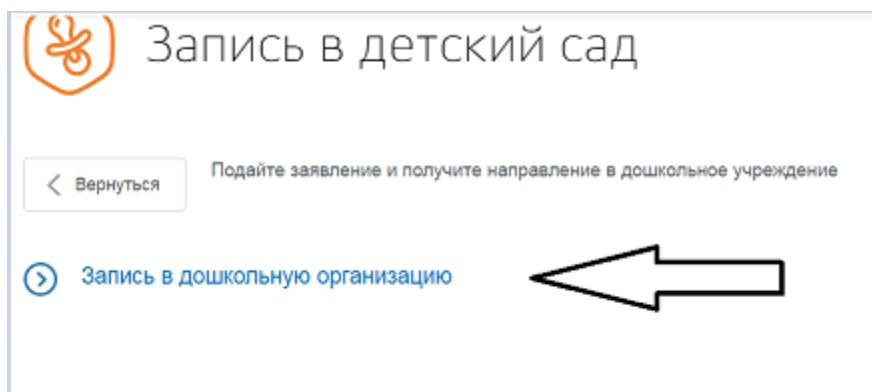 Запись в детский сад
Вернуться
Подайте заявление и получите направление в дошкольное учреждение
Запись в дошкольную организацию